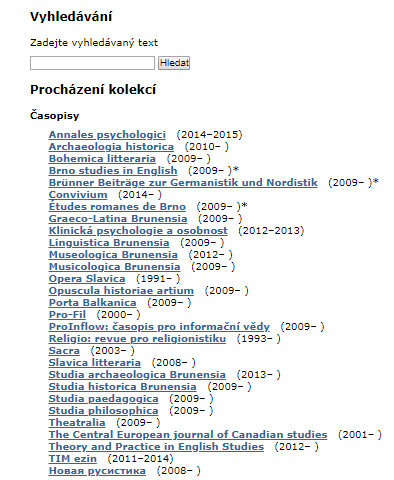 Vyhledávání
Zadejte vyhledávaný text
Hledat
Procházení kolekcí
Časopisy
Annales psychologici (2014–2015)
Archaeologia historica (2010– )
Bohemica litteraria (2009– )
Brno studies in English (2009– )*
Brünner Beiträge zur Germanistik und Nordistik (2009– )*
Convivium (2014– )
Études romanes de Brno (2009– )*
Graeco-Latina Brunensia (2009– )
Klinická psychologie a osobnost (2012–2013)
Linguistica Brunensia (2009– )
Museologica Brunensia (2012– )
Musicologica Brunensia (2009– )
Opera Slavica (1991– )
Opuscula historiae artium (2009– )
Porta Balkanica (2009– )
Pro-Fil (2000– )
ProInflow: časopis pro informační vědy (2009– )
Religio: revue pro religionistiku (1993– )
Sacra (2003– )
Slavica litteraria (2008– )
Studia archaeologica Brunensia (2013– )
Studia historica Brunensia (2009– )
Studia paedagogica (2009– )
Studia philosophica (2009– )
Theatralia (2009– )
The Central European journal of Canadian studies (2001– )
Theory and Practice in English Studies (2012– )
TIM ezin (2011–2014)
Новая русистика (2008– )